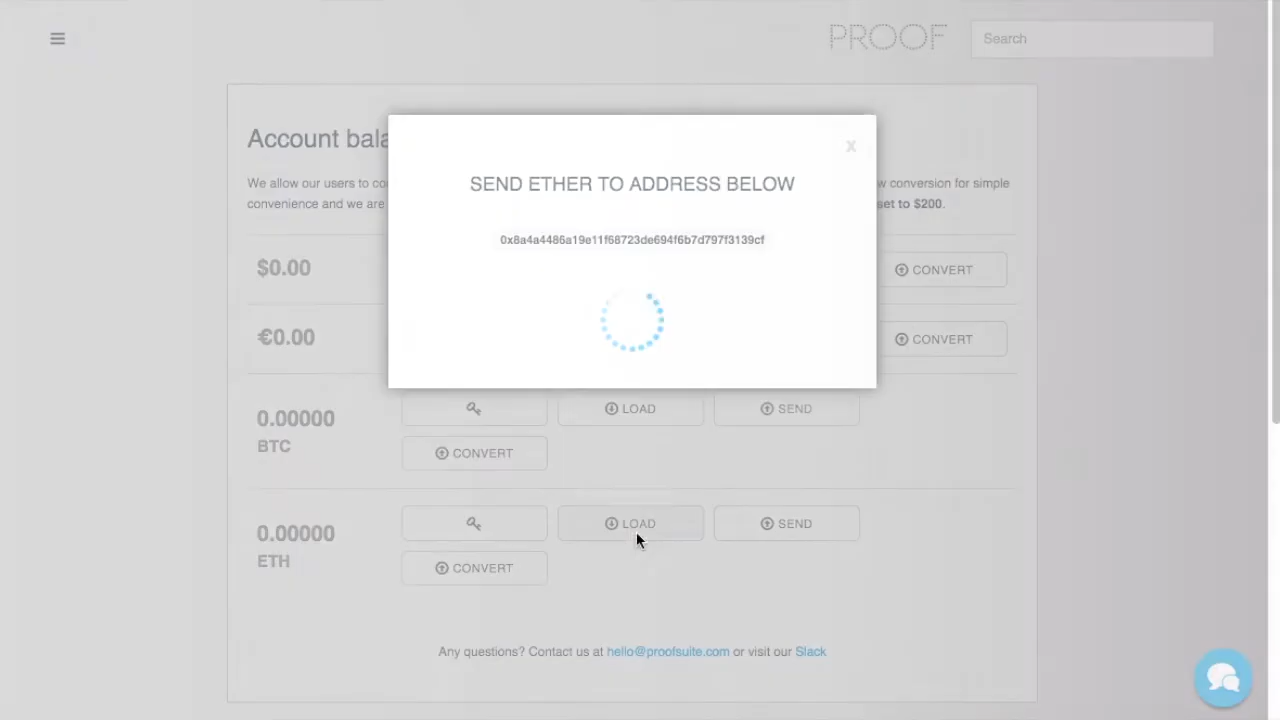 PROOF
Search
Account bala
We allow our users to co
w conversion for simple
convenience and we are
set to $200.
X
SEND ETHER TO ADDRESS BELOW
0x8a4a4486a19e11f68723de694f6b7d797f3139cf
$0.00
CONVERT
€0.00
CONVERT
0.00000
BTC
LOAD
SEND
CONVERT
0.00000
ETH
LOAD
SEND
CONVERT
Any questions? Contact us at hello@proofsuite.com or visit our Slack